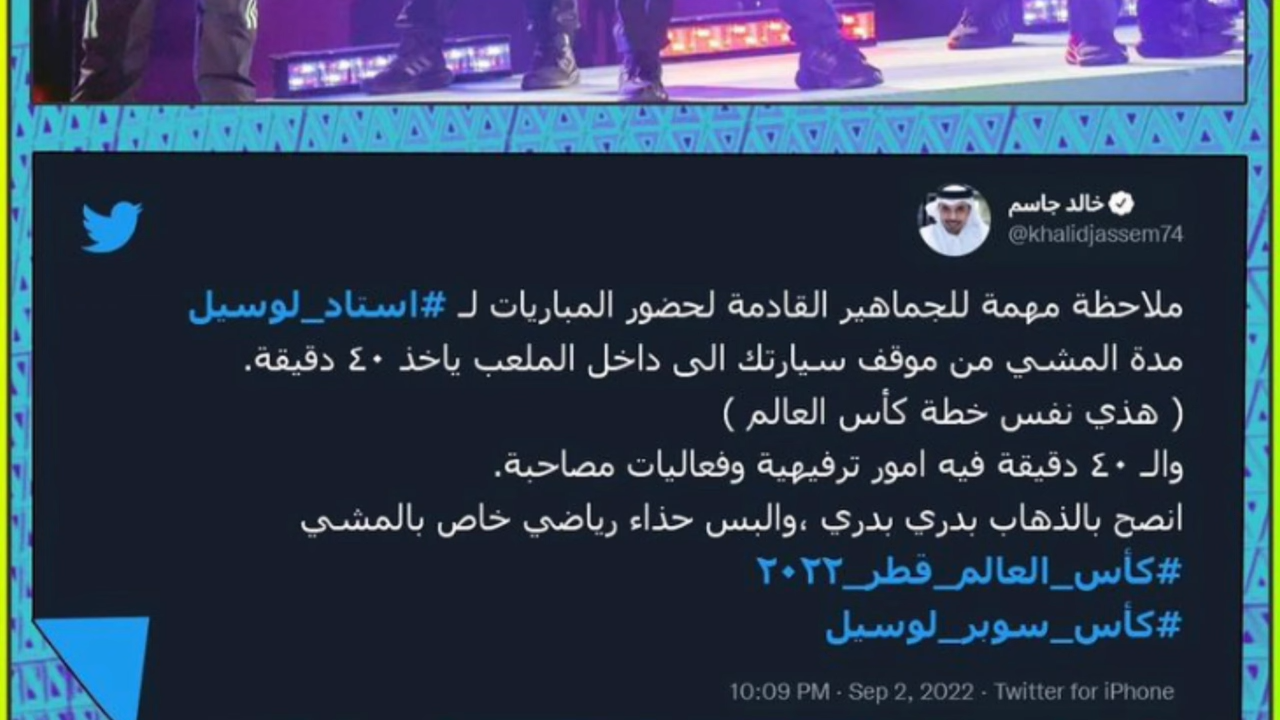 خالد جاسم
@khalidjassem74
ملاحظة مهمة للجماهير القادمة لحضور المباريات لـ #استاد_لوسيل
مدة المشي من موقف سيارتك الى داخل الملعب ياخذ ٤٠ دقيقة.
( هذي نفس خطة كأس العالم )
والـ ٤٠ دقيقة فيه امور ترفيهية وفعاليات مصاحبة.
انصح بالذهاب بدري بدري ،والبس حذاء رياضي خاص بالمشي
#كأس_العالم_قطر_٢٠٢٢
#كأس_سوبر_لوسيل
10:09 PM · Sep 2, 2022 · Twitter for iPhone